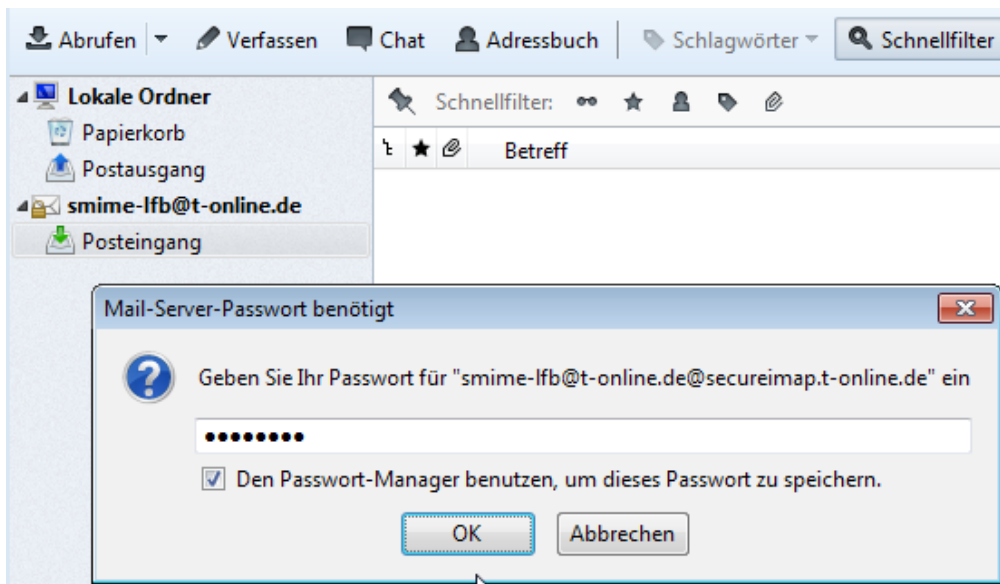 Abrufen Verfassen Chat Adressbuch Schlagwörter Schnellfilter
Lokale Ordner
Papierkorb
Postausgang
smime-lfb@t-online.de
Posteingang
Schnellfilter:
Betreff
Mail-Server-Passwort benötigt
Geben Sie Ihr Passwort für "smime-lfb@t-online.de@secureimap.t-online.de" ein
••••••••
Den Passwort-Manager benutzen, um dieses Passwort zu speichern.
OK Abbrechen